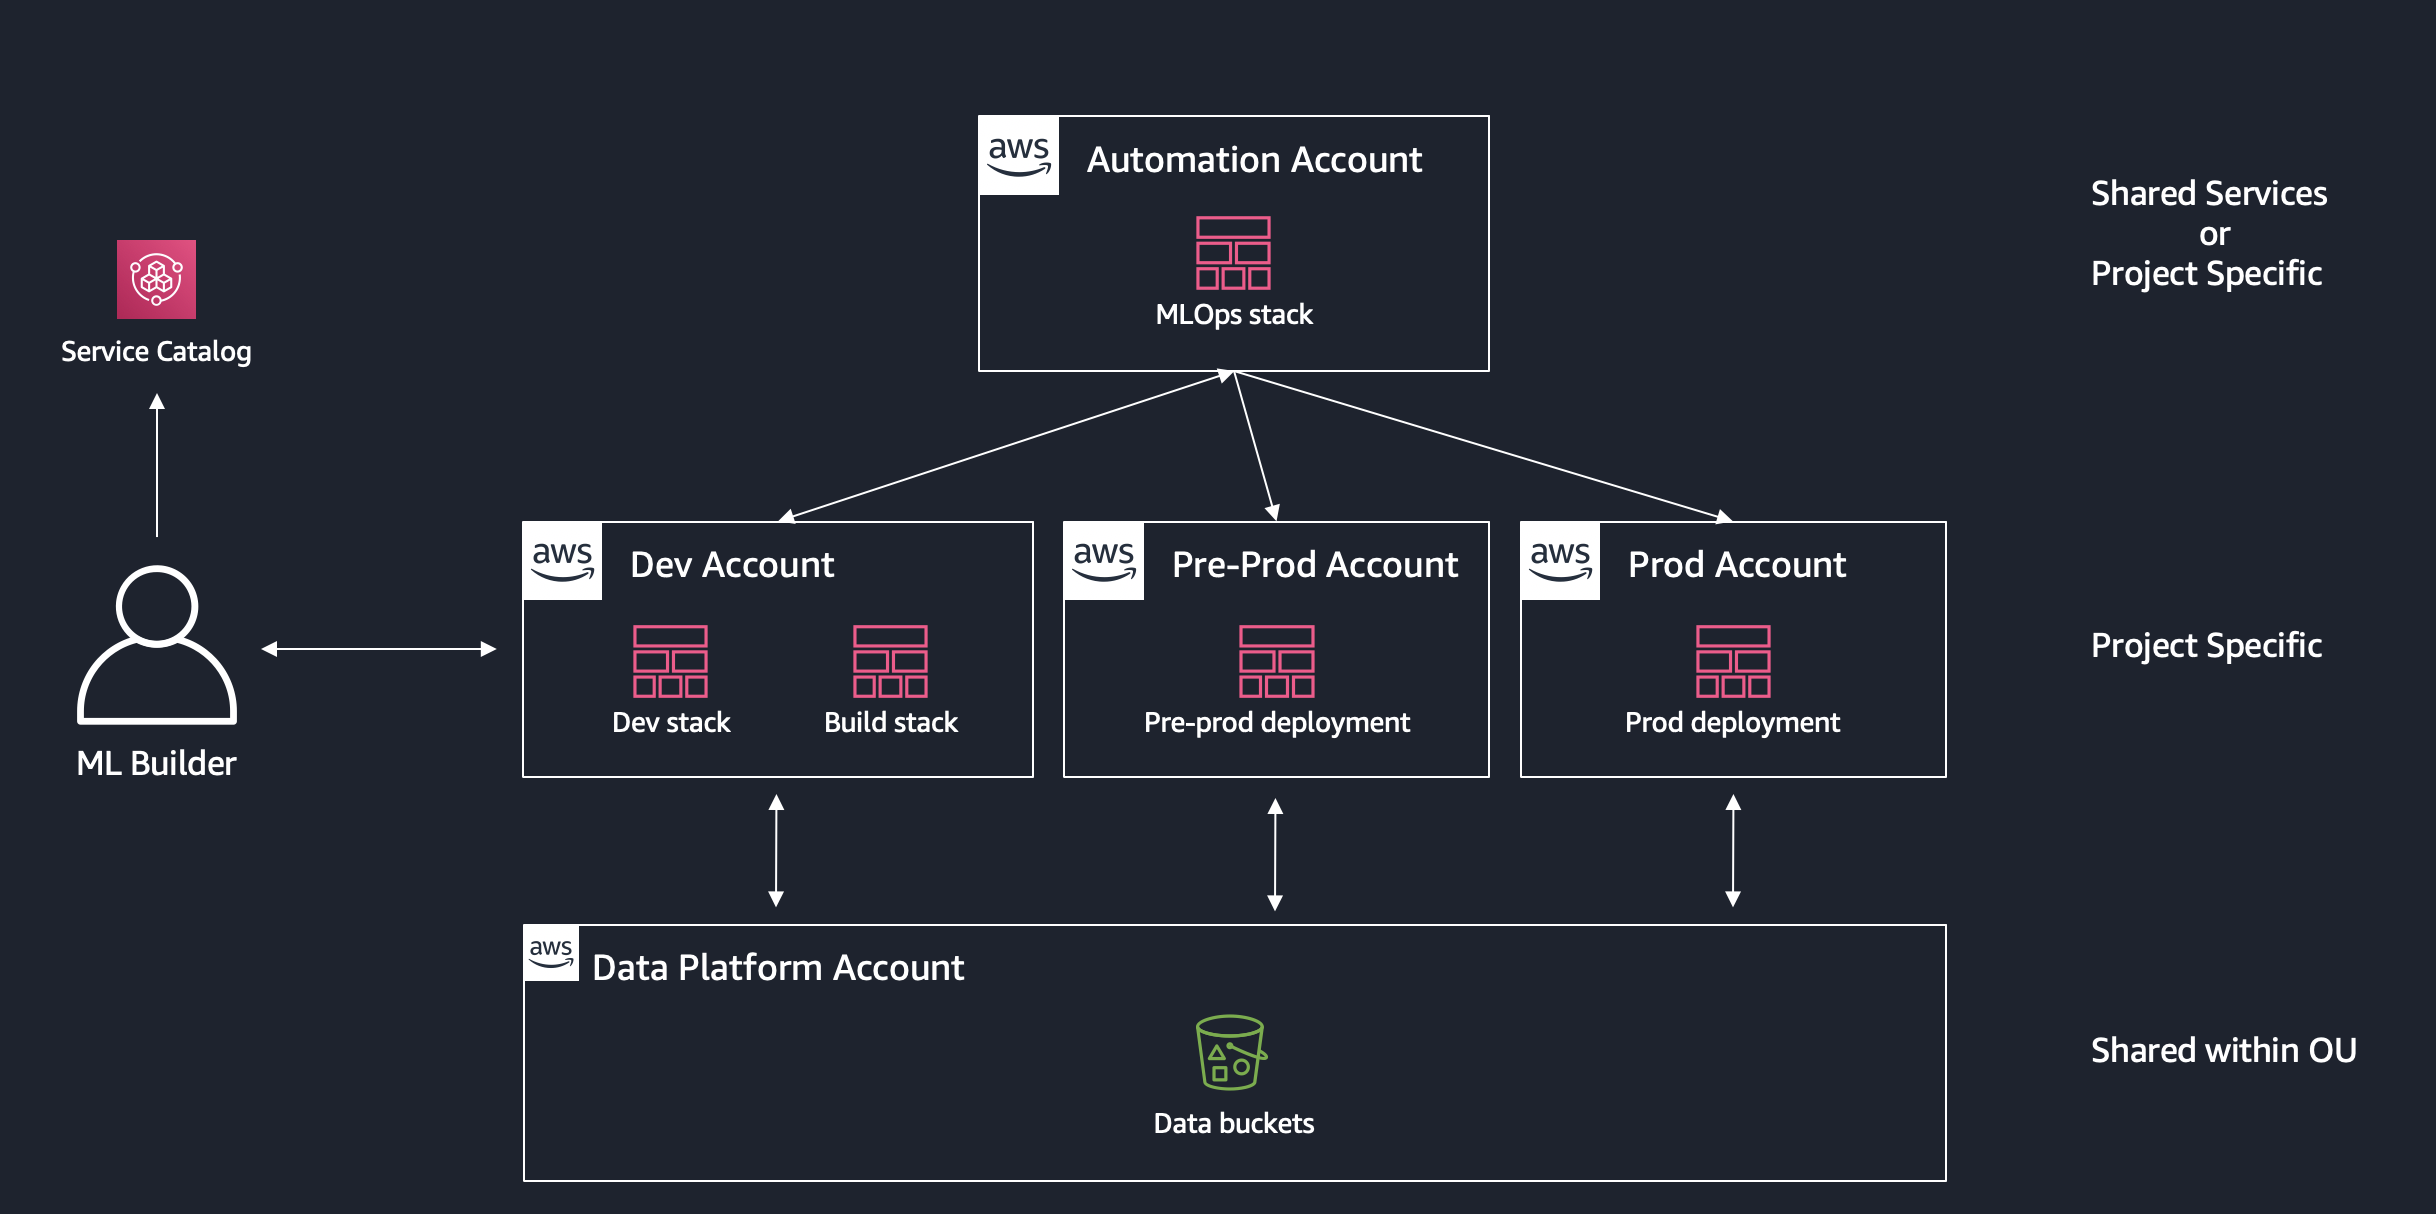 aws
Automation Account
MLOps stack
Shared Services
or
Project Specific
Service Catalog
ML Builder
aws
Dev Account
Dev stack
Build stack
aws
Pre-Prod Account
Pre-prod deployment
aws
Prod Account
Prod deployment
Project Specific
aws
Data Platform Account
Data buckets
Shared within OU